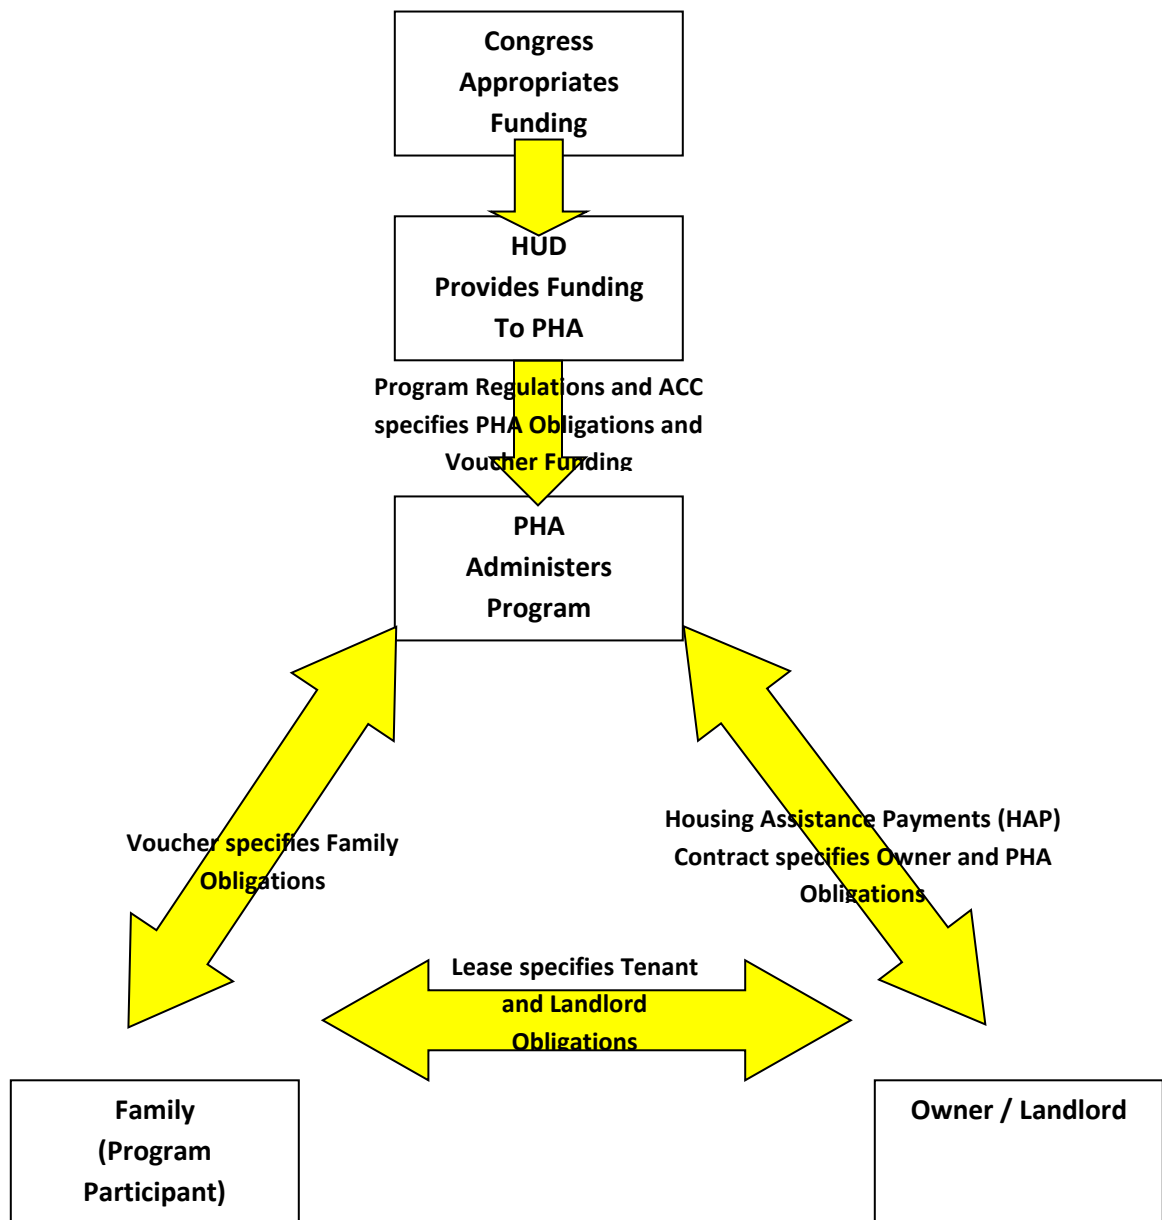 Congress
Appropriates
Funding
HUD
Provides Funding
To PHA
Program Regulations and ACC
specifies PHA Obligations and
Voucher Funding
PHA
Administers
Program
Voucher specifies Family
Obligations
Housing Assistance Payments (HAP)
Contract specifies Owner and PHA
Obligations
Lease specifies Tenant
and Landlord
Obligations
Family
(Program
Participant)
Owner / Landlord